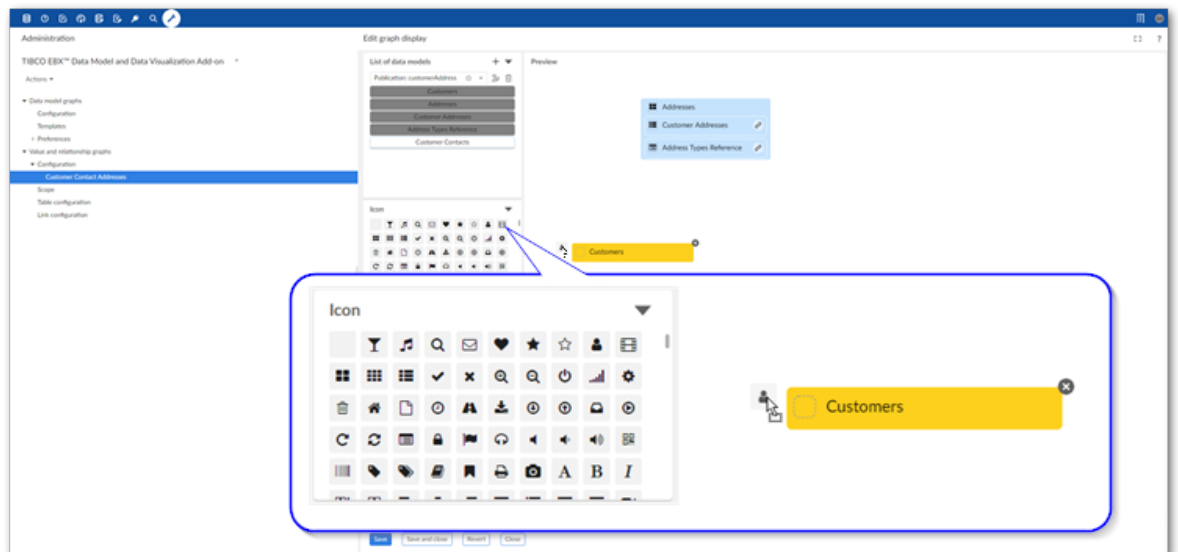 Administration
Edit graph display
?
TIBCO EBX™ Data Model and Data Visualization Add-on
Actions
Data model graphs
Configuration
Templates
Preferences
Value and relationship graphs
Configuration
Customer Contact Addresses
Scope
Table configuration
Link configuration
List of data models
Publication: customerAddress
Customers
Addresses
Customer Addresses
Address Types Reference
Customer Contacts
Icon
Preview
Addresses
Customer Addresses
Address Types Reference
Customers
Icon
A B I
Customers
Save
Save and close
Revert
Close